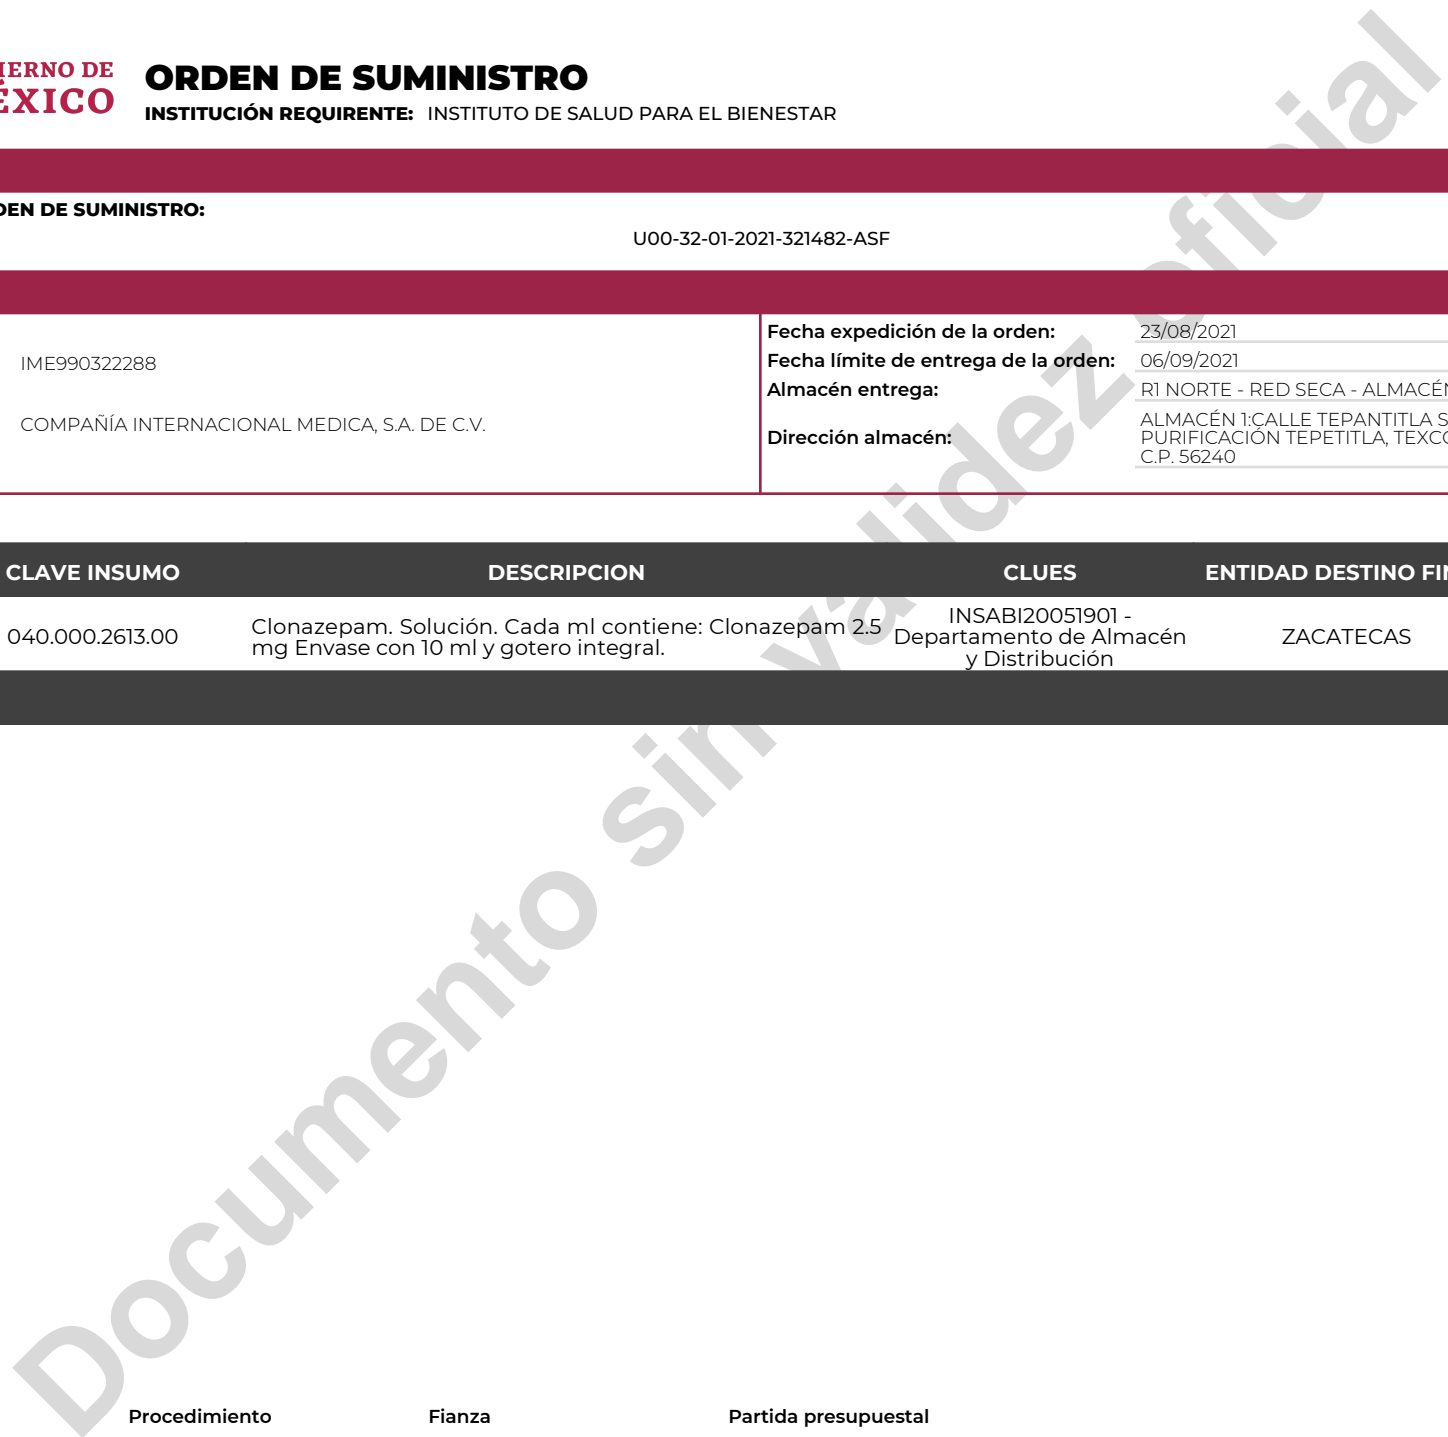 IERNO DE
ÉXICO
ORDEN DE SUMINISTRO
INSTITUCIÓN REQUIRENTE: INSTITUTO DE SALUD PARA EL BIENESTAR
DEN DE SUMINISTRO:
U00-32-01-2021-321482-ASF
IME990322288
COMPAÑÍA INTERNACIONAL MEDICA, S.A. DE C.V.
Fecha expedición de la orden: 23/08/2021
Fecha límite de entrega de la orden: 06/09/2021
Almacén entrega: R1 NORTE - RED SECA - ALMACÉN
Dirección almacén: ALMACÉN 1:CALLE TEPANTITLA S
PURIFICACIÓN TEPETITLA, TEXCO
C.P. 56240
CLAVE INSUMO DESCRIPCION CLUES ENTIDAD DESTINO FIN
040.000.2613.00
Clonazepam. Solución. Cada ml contiene: Clonazepam 2.5
mg Envase con 10 ml y gotero integral.
INSABI20051901 -
Departamento de Almacén
y Distribución
ZACATECAS
Documento sin validez oficial
Procedimiento Fianza Partida presupuestal